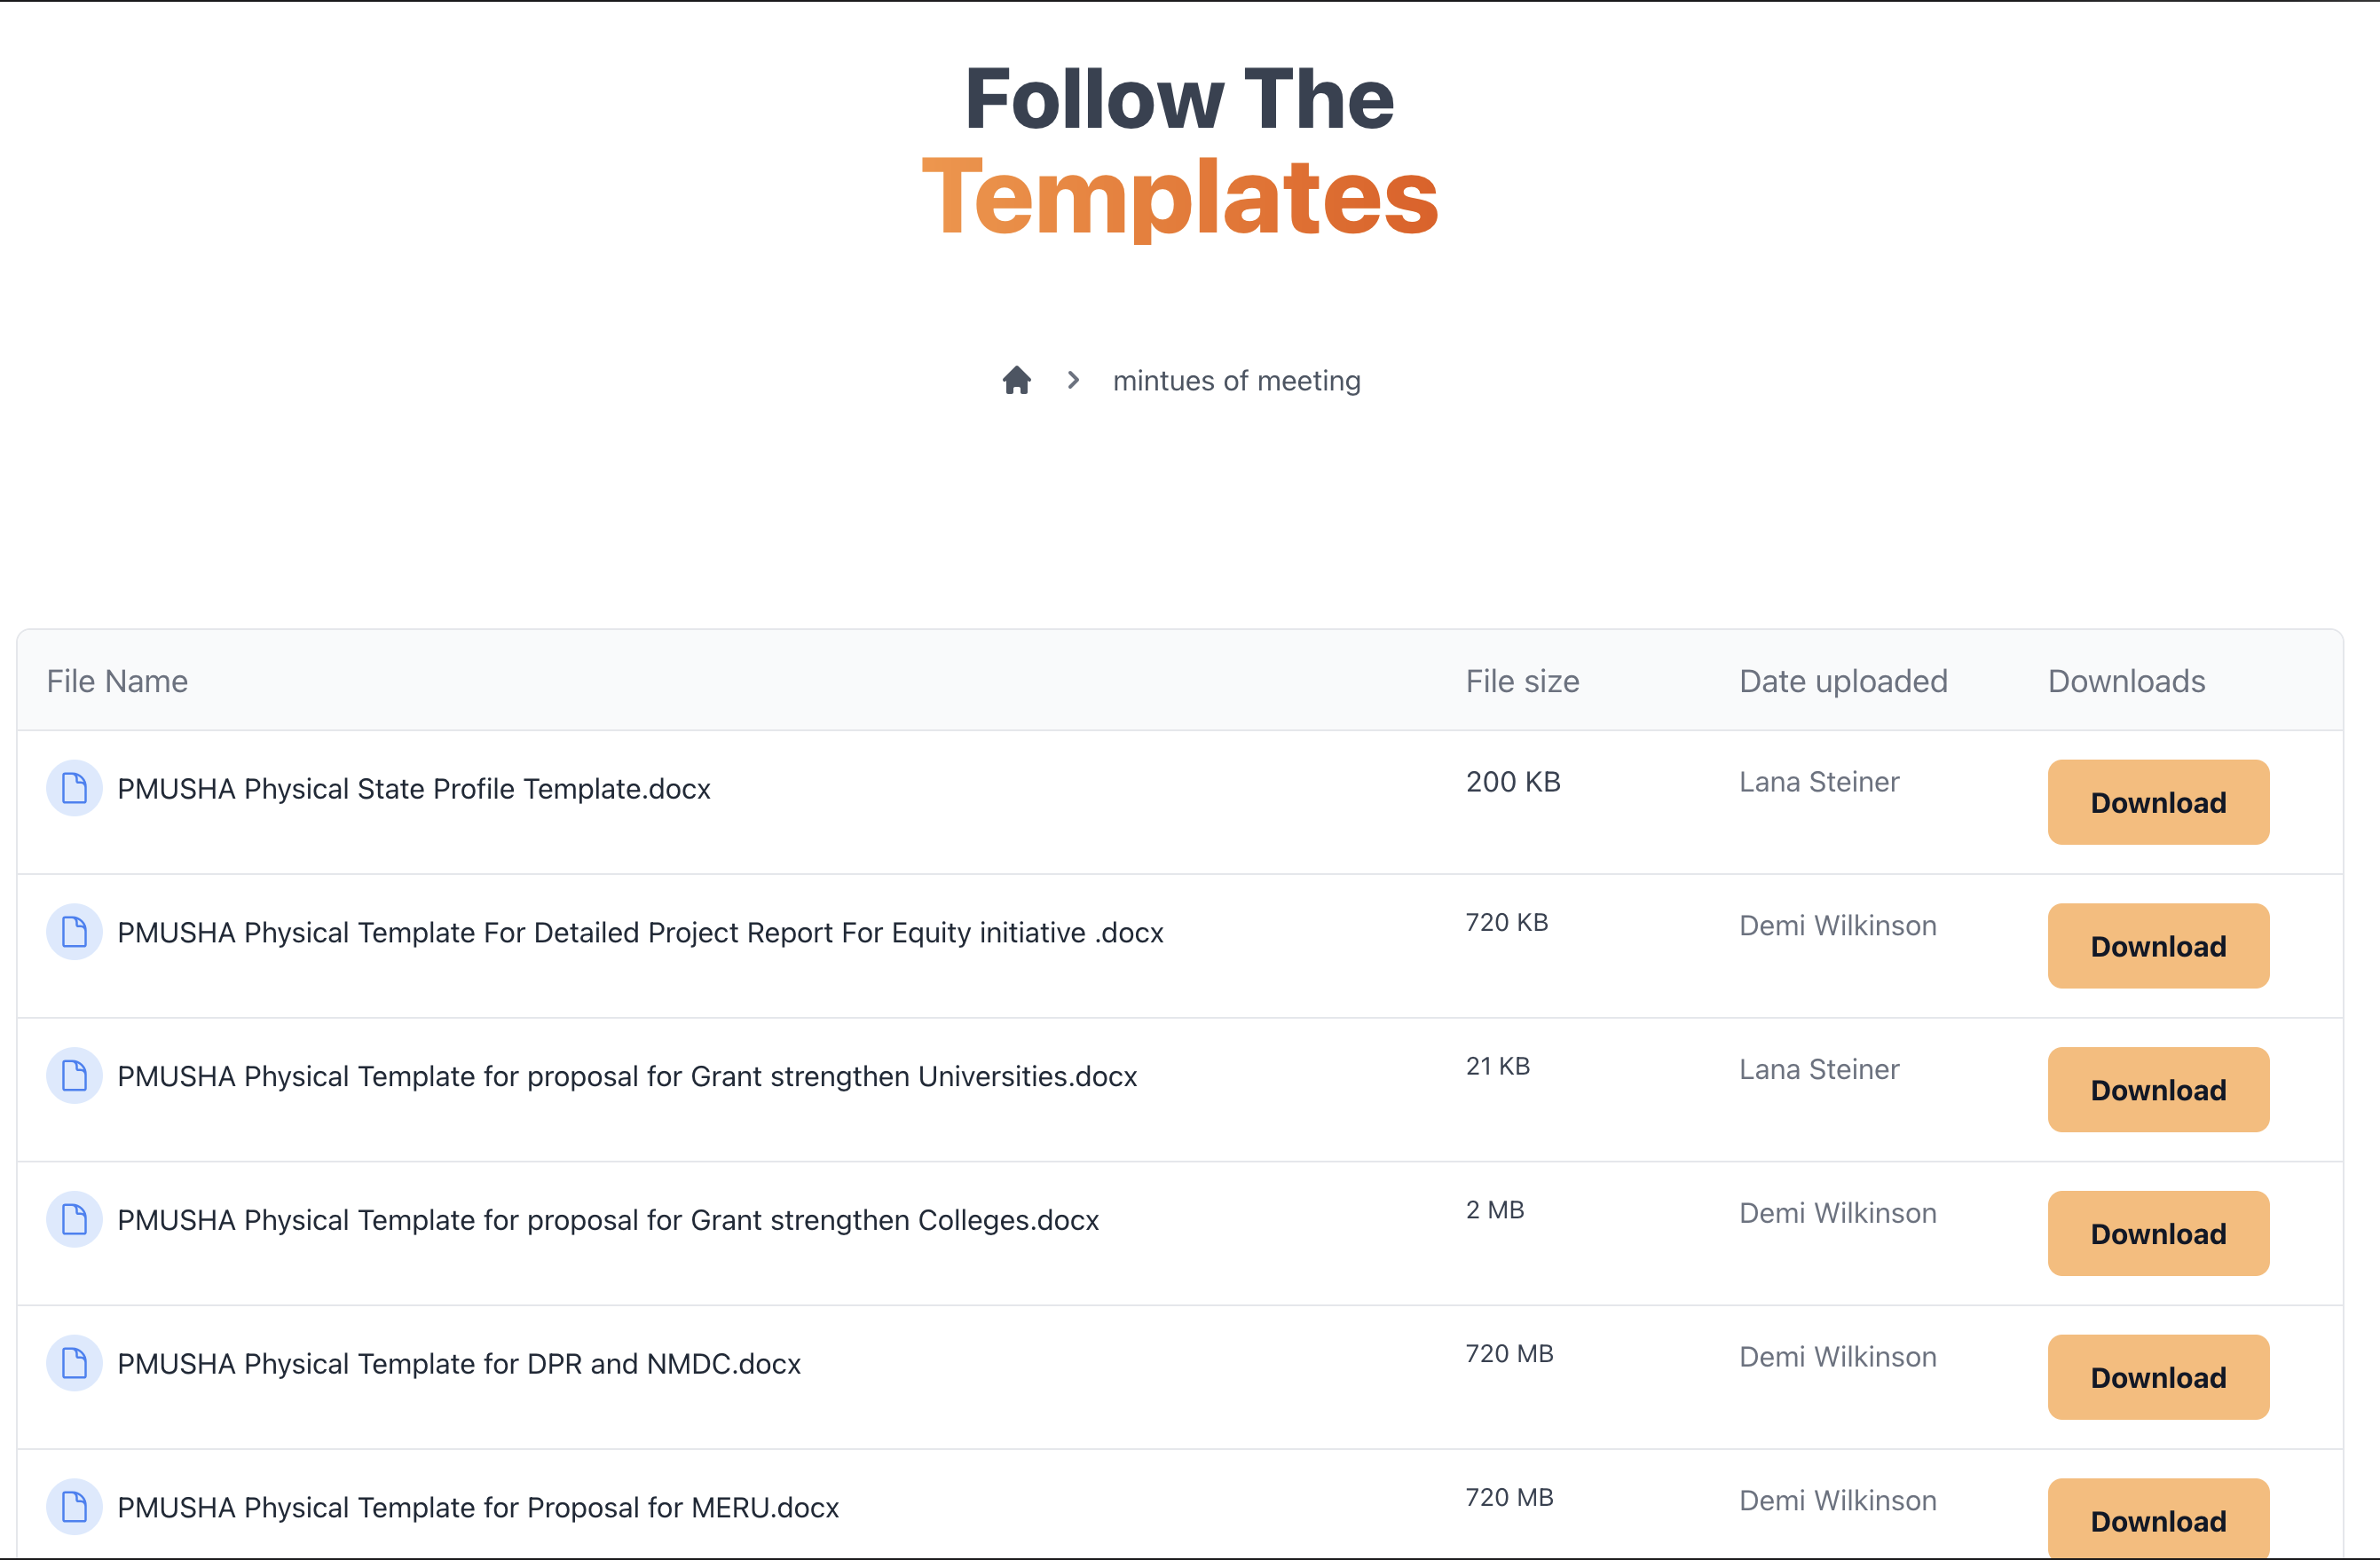 Follow The
Templates
mintues of meeting
File Name File size Date uploaded Downloads
PMUSHA Physical State Profile Template.docx 200 KB Lana Steiner Download
PMUSHA Physical Template For Detailed Project Report For Equity initiative .docx 720 KB Demi Wilkinson Download
PMUSHA Physical Template for proposal for Grant strengthen Universities.docx 21 KB Lana Steiner Download
PMUSHA Physical Template for proposal for Grant strengthen Colleges.docx 2 MB Demi Wilkinson Download
PMUSHA Physical Template for DPR and NMDC.docx 720 MB Demi Wilkinson Download
PMUSHA Physical Template for Proposal for MERU.docx 720 MB Demi Wilkinson Download